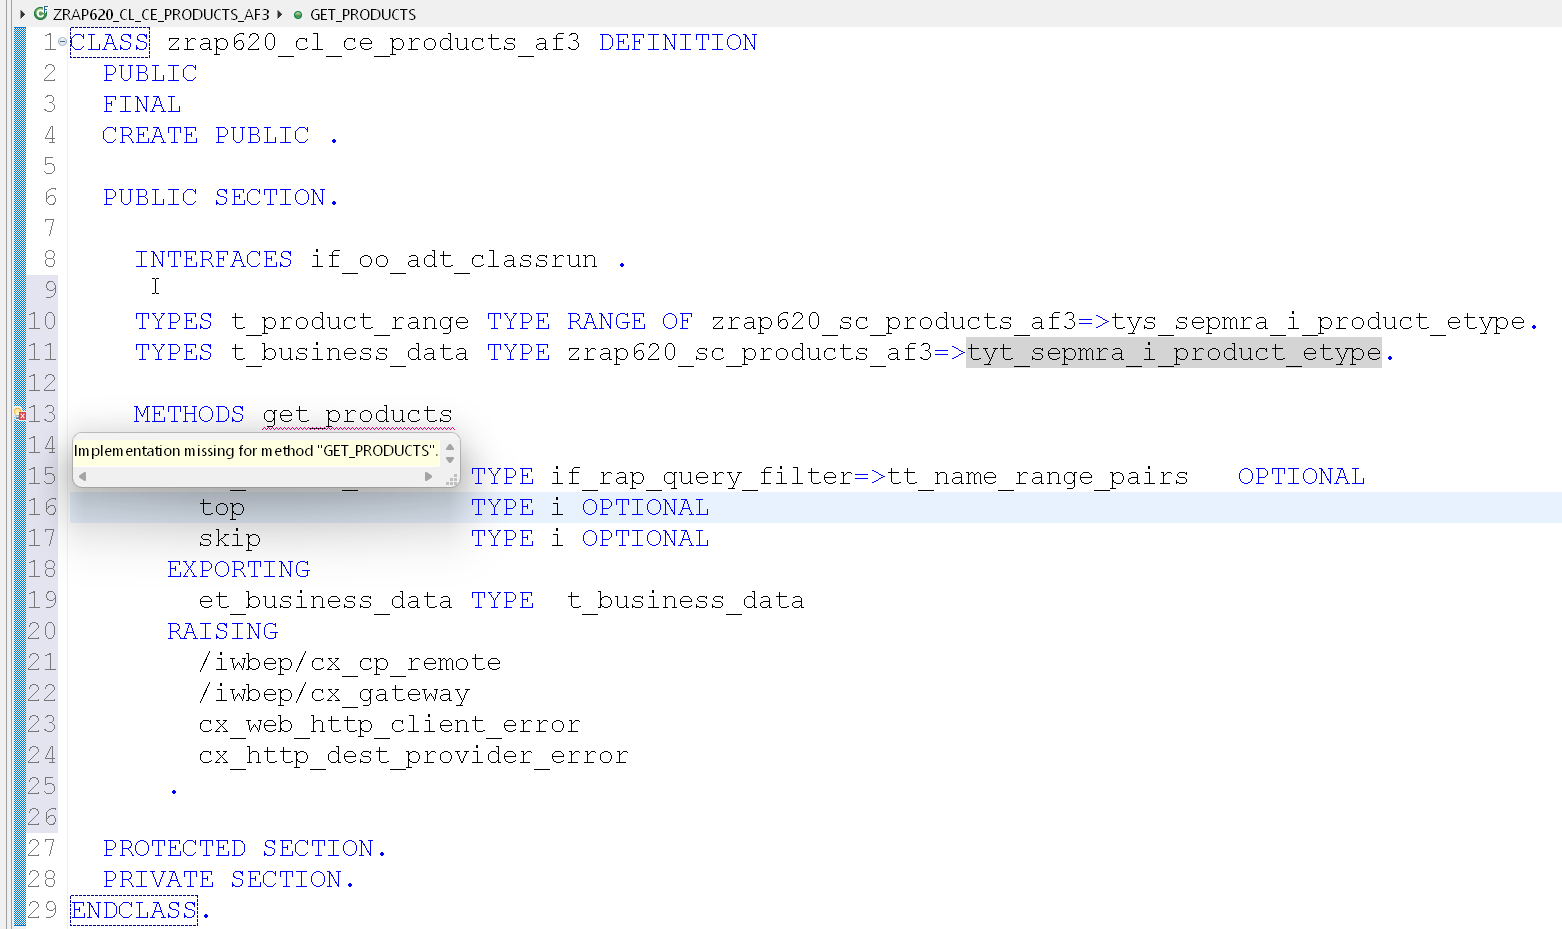 ZRAP620_CL_CE_PRODUCTS_AF3 GET_PRODUCTS
1 CLASS zrap620_cl_ce_products_af3 DEFINITION
2 PUBLIC
3 FINAL
4 CREATE PUBLIC .
5
6 PUBLIC SECTION.
7
8 INTERFACES if_oo_adt_classrun .
9
10 TYPES t_product_range TYPE RANGE OF zrap620_sc_products_af3=>tys_sepmra_i_product_etype.
11 TYPES t_business_data TYPE zrap620_sc_products_af3=>tyt_sepmra_i_product_etype.
12
13 METHODS get_products
14
Implementation missing for method "GET_PRODUCTS".
15 TYPE if_rap_query_filter=>tt_name_range_pairs OPTIONAL
16 top TYPE i OPTIONAL
17 skip TYPE i OPTIONAL
18 EXPORTING
19 et_business_data TYPE t_business_data
20 RAISING
21 /iwbep/cx_cp_remote
22 /iwbep/cx_gateway
23 cx_web_http_client_error
24 cx_http_dest_provider_error
25 .
26
27 PROTECTED SECTION.
28 PRIVATE SECTION.
29 ENDCLASS.